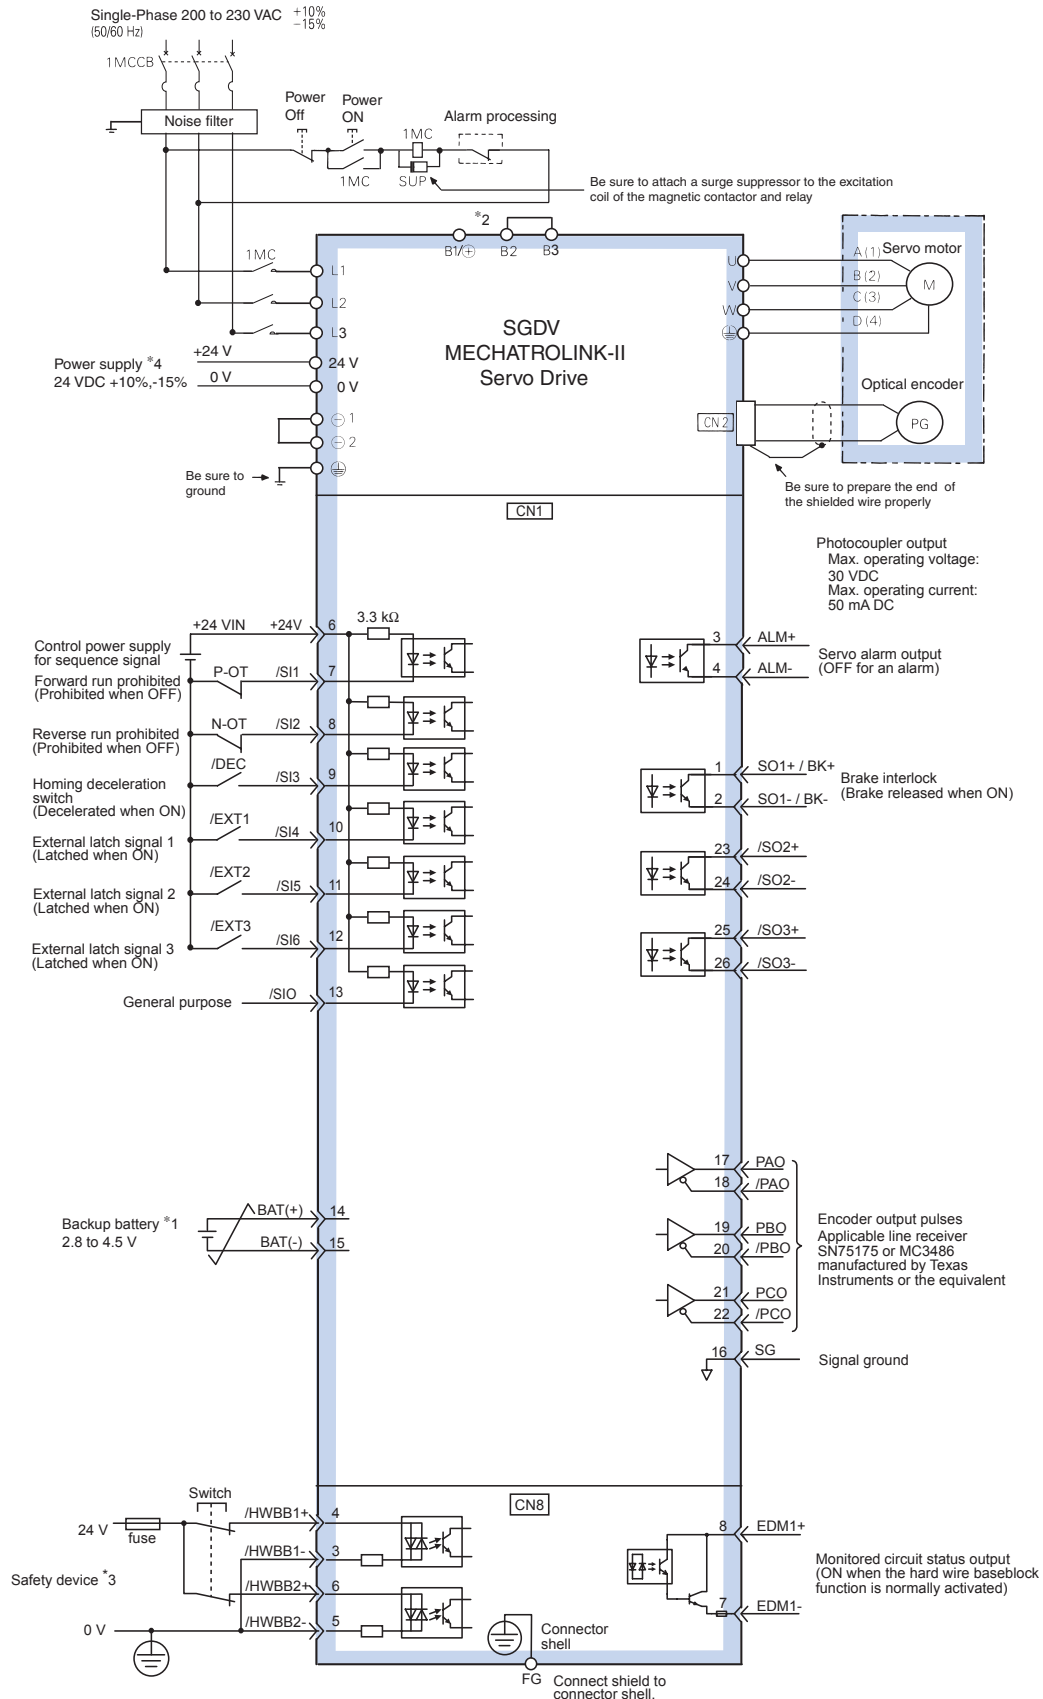 Single-Phase 200 to 230 VAC +10% −15%
(50/60 Hz)
1MCCB
Noise filter
Power Off
Power ON
1MC
Alarm processing
1MC
SUP
Be sure to attach a surge suppressor to the excitation
coil of the magnetic contactor and relay
*2
B1/⊕ B2 B3
1MC
L1
L2
L3
U
V
W
A (1)
B (2)
C (3)
D (4)
Servo motor
M
SGDV
MECHATROLINK-II
Servo Drive
Power supply *4
24 VDC +10%,-15%
+24 V
0 V
24 V
0 V
⊖ 1
⊖ 2
Be sure to
ground
Optical encoder
CN2
PG
Be sure to prepare the end of
the shielded wire properly
CN1
Photocoupler output
Max. operating voltage:
30 VDC
Max. operating current:
50 mA DC
+24 VIN +24V 6 3.3 kΩ
Control power supply
for sequence signal
Forward run prohibited
(Prohibited when OFF)
P-OT /SI1 7
Reverse run prohibited
(Prohibited when OFF)
N-OT /SI2 8
Homing deceleration
switch
(Decelerated when ON)
/DEC /SI3 9
External latch signal 1
(Latched when ON)
/EXT1 /SI4 10
External latch signal 2
(Latched when ON)
/EXT2 /SI5 11
External latch signal 3
(Latched when ON)
/EXT3 /SI6 12
General purpose /SIO 13
3 ALM+
4 ALM-
Servo alarm output
(OFF for an alarm)
1 SO1+ / BK+
2 SO1- / BK-
Brake interlock
(Brake released when ON)
23 /SO2+
24 /SO2-
25 /SO3+
26 /SO3-
Backup battery *1
2.8 to 4.5 V
BAT(+) 14
BAT(-) 15
17 PAO
18 /PAO
19 PBO
20 /PBO
21 PCO
22 /PCO
Encoder output pulses
Applicable line receiver
SN75175 or MC3486
manufactured by Texas
Instruments or the equivalent
16 SG
Signal ground
CN8
Switch
24 V
fuse
/HWBB1+ 4
/HWBB1- 3
Safety device *3
/HWBB2+ 6
0 V
/HWBB2- 5
8 EDM1+
7 EDM1-
Monitored circuit status output
(ON when the hard wire baseblock
function is normally activated)
Connector
shell
FG
Connect shield to
connector shell.